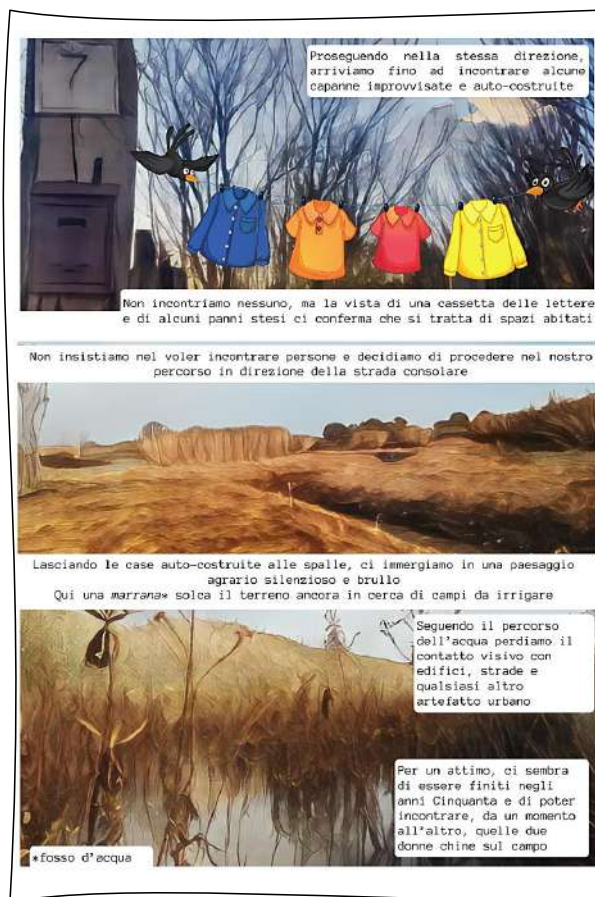 7
Proseguendo nella stessa direzione,
arriviamo fino ad incontrare alcune
capanne improvvisate e auto-costruite
Non incontriamo nessuno, ma la vista di una cassetta delle lettere
e di alcuni panni stesi ci conferma che si tratta di spazi abitati
Non insistiamo nel voler incontrare persone e decidiamo di procedere nel nostro
percorso in direzione della strada consolare
Lasciando le case auto-costruite alle spalle, ci immergiamo in una paesaggio
agrario silenzioso e brullo
Qui una marrana* solca il terreno ancora in cerca di campi da irrigare
Seguendo il percorso
dell'acqua perdiamo il
contatto visivo con
edifici, strade e
qualsiasi altro
artefatto urbano
Per un attimo, ci sembra
di essere finiti negli
anni Cinquanta e di poter
incontrare, da un momento
all'altro, quelle due
donne chine sul campo
*fosso d'acqua